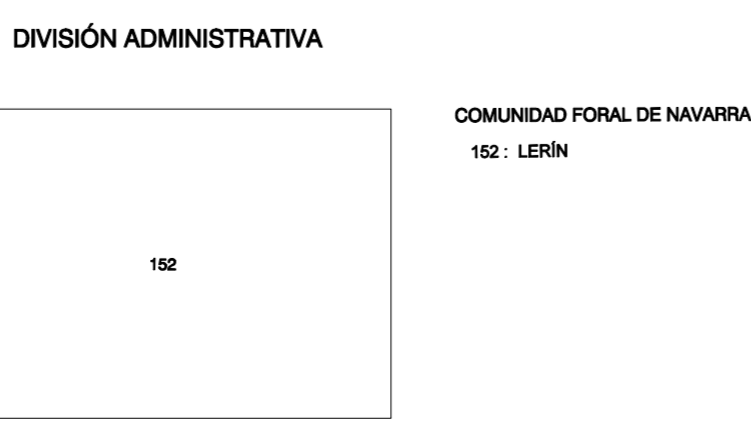 DIVISIÓN ADMINISTRATIVA
COMUNIDAD FORAL DE NAVARRA
152 : LERÍN
152